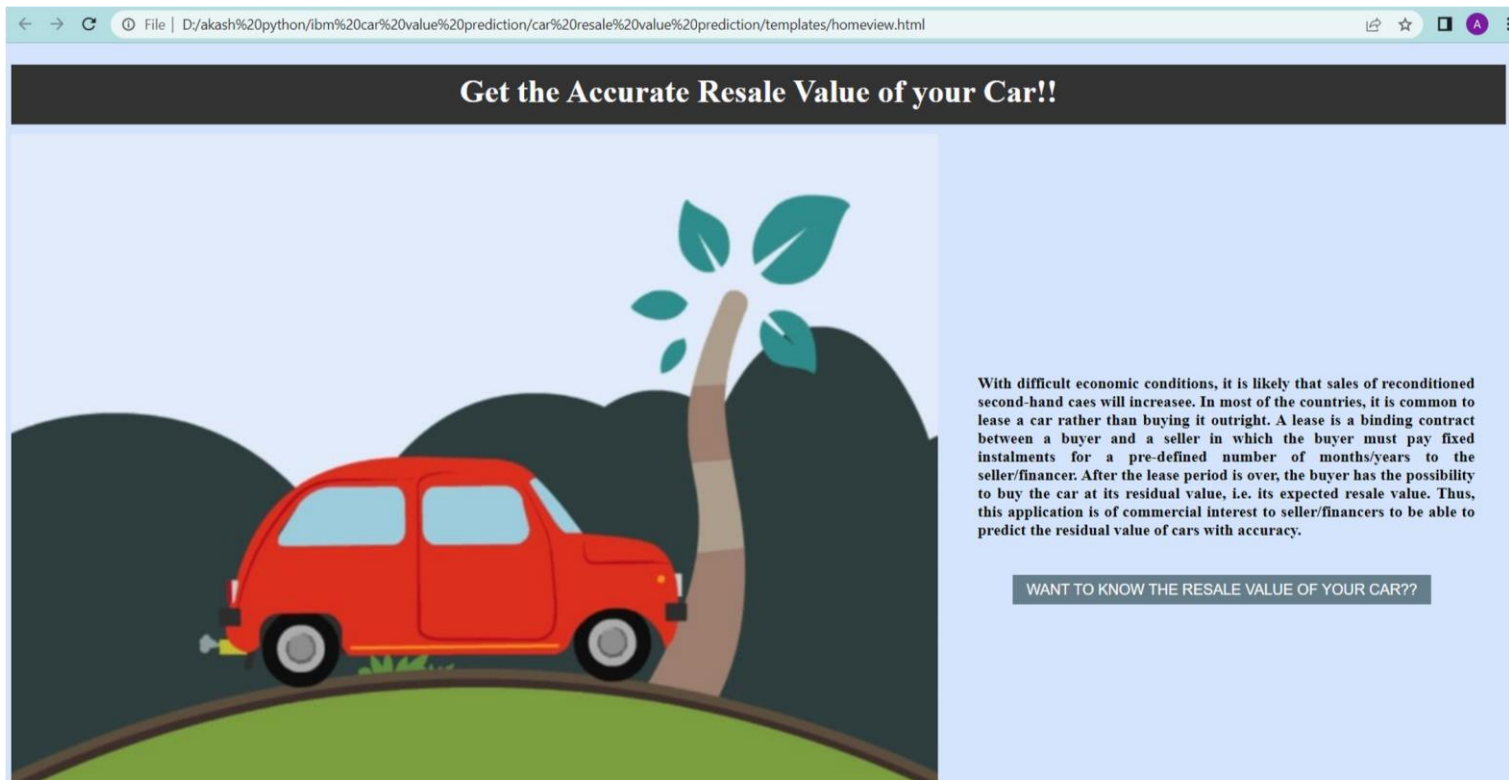 File | D:/akash%20python/ibm%20car%20value%20prediction/car%20resale%20value%20prediction/templates/homeview.html
A
Get the Accurate Resale Value of your Car!!
With difficult economic conditions, it is likely that sales of reconditioned
second-hand caes will increasee. In most of the countries, it is common to
lease a car rather than buying it outright. A lease is a binding contract
between a buyer and a seller in which the buyer must pay fixed
instalments for a pre-defined number of months/years to the
seller/financer. After the lease period is over, the buyer has the possibility
to buy the car at its residual value, i.e. its expected resale value. Thus,
this application is of commercial interest to seller/financers to be able to
predict the residual value of cars with accuracy.
WANT TO KNOW THE RESALE VALUE OF YOUR CAR??